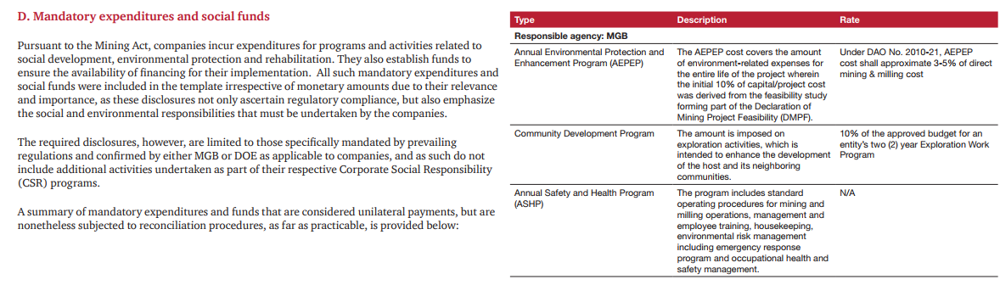 D. Mandatory expenditures and social funds
Pursuant to the Mining Act, companies incur expenditures for programs and activities related to
social development, environmental protection and rehabilitation. They also establish funds to
ensure the availability of financing for their implementation.  All such mandatory expenditures and
social funds were included in the template irrespective of monetary amounts due to their relevance
and importance, as these disclosures not only ascertain regulatory compliance, but also emphasize
the social and environmental responsibilities that must be undertaken by the companies.
The required disclosures, however, are limited to those specifically mandated by prevailing
regulations and confirmed by either MGB or DOE as applicable to companies, and as such do not
include additional activities undertaken as part of their respective Corporate Social Responsibility
(CSR) programs.
A summary of mandatory expenditures and funds that are considered unilateral payments, but are
nonetheless subjected to reconciliation procedures, as far as practicable, is provided below:
Type Description Rate
Responsible agency: MGB
Annual Environmental Protection and The AEPEP cost covers the amount Under DAO No. 2010-21, AEPEP
Enhancement Program (AEPEP) of environment-related expenses for cost shall approximate 3-5% of direct
the entire life of the project wherein mining & milling cost
the initial 10% of capital/project cost
was derived from the feasibility study
forming part of the Declaration of
Mining Project Feasibility (DMPF).
Community Development Program The amount is imposed on 10% of the approved budget for an
exploration activities, which is entity's two (2) year Exploration Work
intended to enhance the development Program
of the host and its neighboring
communities.
Annual Safety and Health Program The program includes standard N/A
(ASHP) operating procedures for mining and
milling operations, management and
employee training, housekeeping,
environmental risk management
including emergency response
program and occupational health and
safety management.